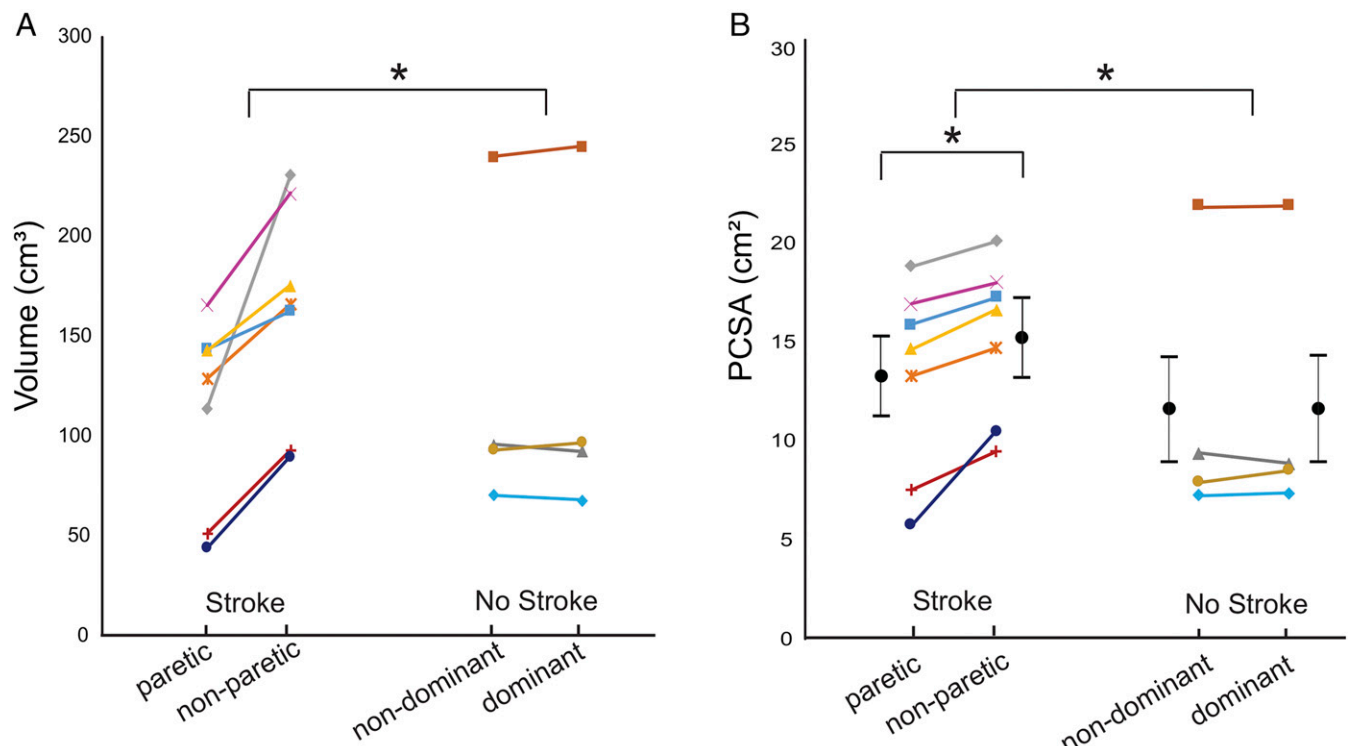 A
Volume (cm³)
300
250
200
150
100
50
0
*
Stroke
No Stroke
paretic
non-paretic
non-dominant
dominant
B
PCSA (cm²)
30
25
20
15
10
5
0
*
*
Stroke
No Stroke
paretic
non-paretic
non-dominant
dominant